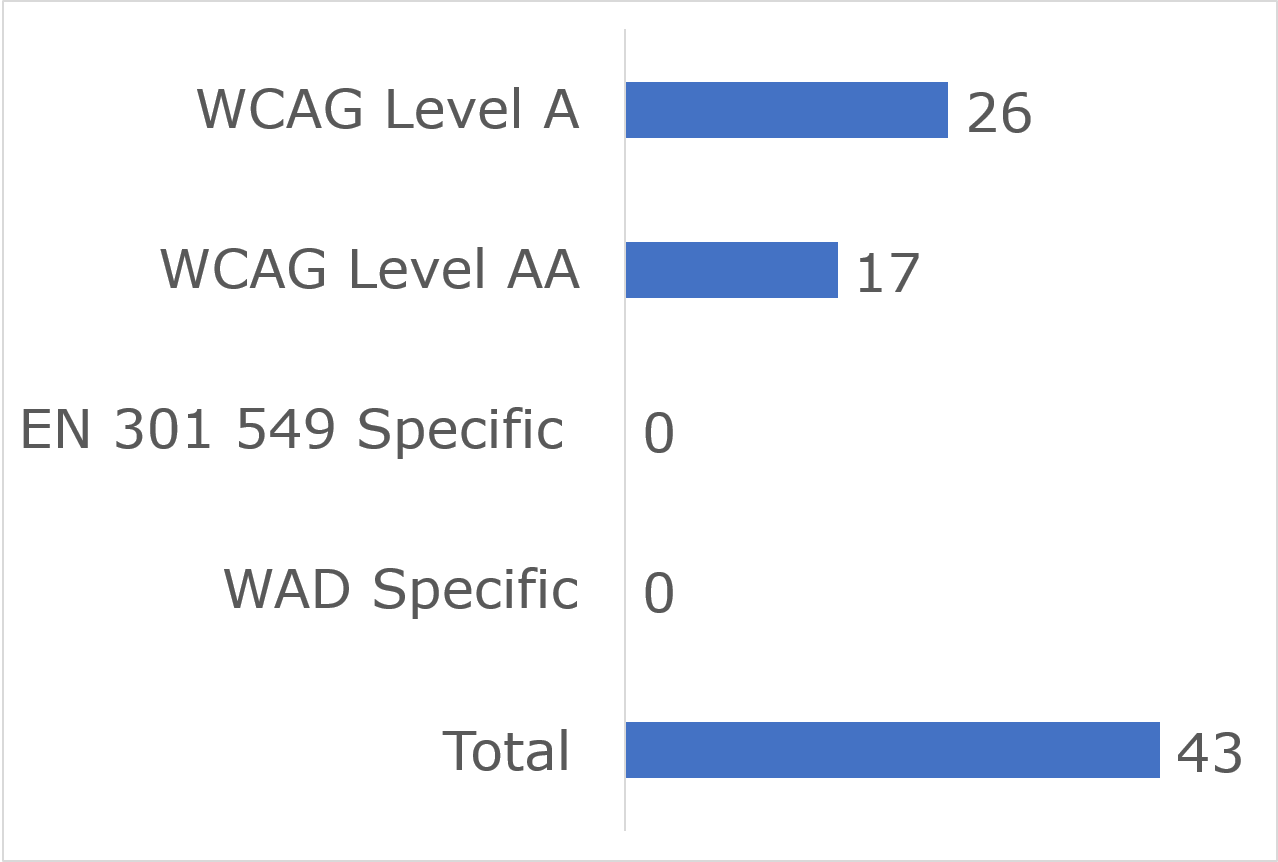 WCAG Level A 26
WCAG Level AA 17
EN 301 549 Specific 0
WAD Specific 0
Total 43